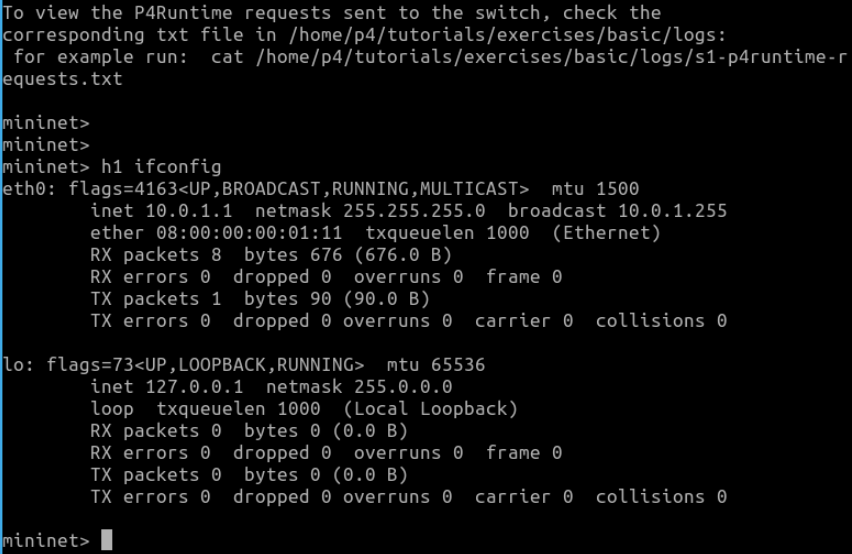 To view the P4Runtime requests sent to the switch, check the
corresponding txt file in /home/p4/tutorials/exercises/basic/logs:
 for example run:  cat /home/p4/tutorials/exercises/basic/logs/s1-p4runtime-r
equests.txt

mininet>
mininet>
mininet> h1 ifconfig
eth0: flags=4163<UP,BROADCAST,RUNNING,MULTICAST>  mtu 1500
        inet 10.0.1.1  netmask 255.255.255.0  broadcast 10.0.1.255
        ether 08:00:00:00:01:11  txqueuelen 1000  (Ethernet)
        RX packets 8  bytes 676 (676.0 B)
        RX errors 0  dropped 0  overruns 0  frame 0
        TX packets 1  bytes 90 (90.0 B)
        TX errors 0  dropped 0 overruns 0  carrier 0  collisions 0

lo: flags=73<UP,LOOPBACK,RUNNING>  mtu 65536
        inet 127.0.0.1  netmask 255.0.0.0
        loop  txqueuelen 1000  (Local Loopback)
        RX packets 0  bytes 0 (0.0 B)
        RX errors 0  dropped 0  overruns 0  frame 0
        TX packets 0  bytes 0 (0.0 B)
        TX errors 0  dropped 0 overruns 0  carrier 0  collisions 0

mininet>